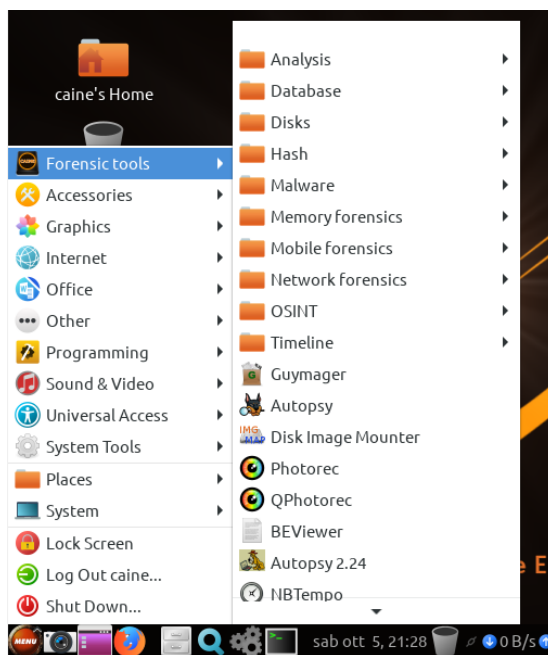 caine's Home
Forensic tools
Accessories
Graphics
Internet
Office
Other
Programming
Sound & Video
Universal Access
System Tools
Places
System
Lock Screen
Log Out caine...
Shut Down...
Analysis
Database
Disks
Hash
Malware
Memory forensics
Mobile forensics
Network forensics
OSINT
Timeline
Guymager
Autopsy
IMG
MAP
Disk Image Mounter
Photorec
QPhotorec
BEViewer
Autopsy 2.24
NBTempo
e E
MENU
sab ott 5, 21:28
0 B/s